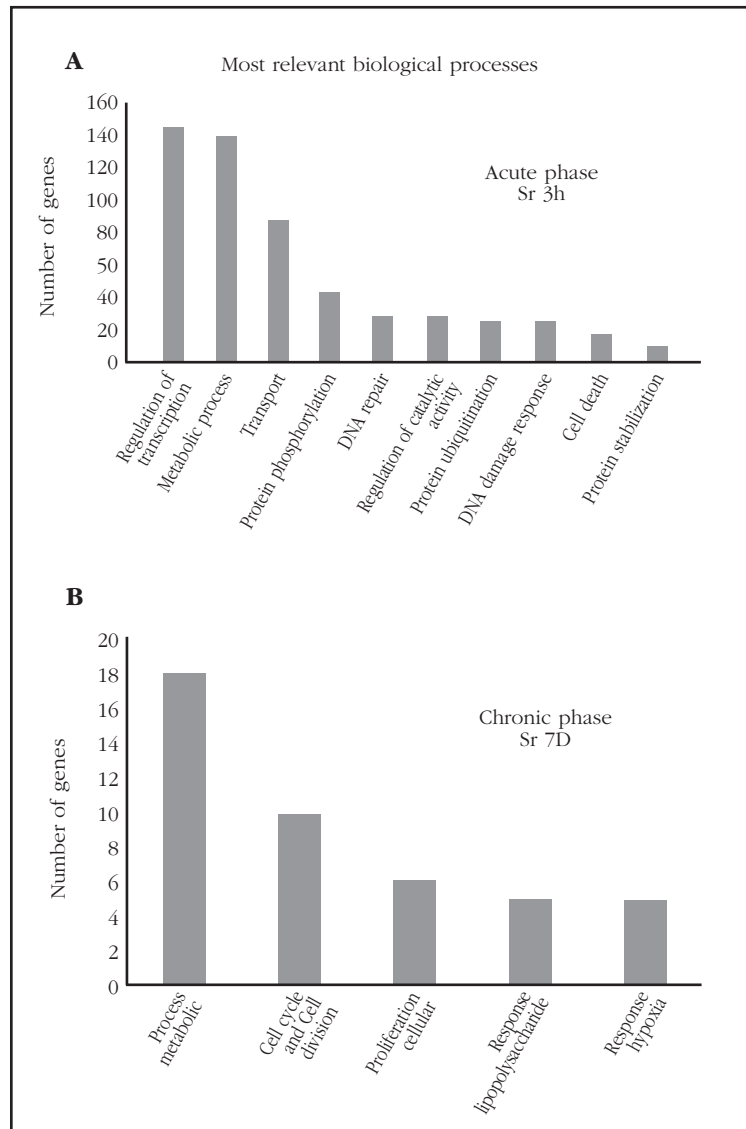 A
Most relevant biological processes
Number of genes
160
140
120
100
80
50
40
20
0
Acute phase
Sr 3h
Regulation of
transcription
Metabolic process
Transport
Protein phosphorylation
DNA repair
Regulation of catalytic
activity
Protein ubiquitination
DNA damage response
Cell death
Protein stabilization
B
Number of genes
20
18
16
14
12
10
8
6
4
2
0
Chronic phase
Sr 7D
Process
metabolic
Cell cycle
and Cell
division
Proliferation
cellular
Response
lipopolysaccharide
Response
hypoxia